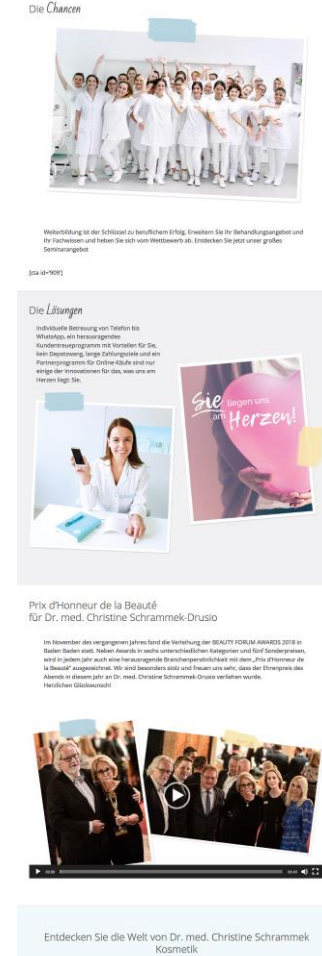 Die Chancen
Weiterbildung ist der Schlüssel zu beruflichem Erfolg. Erweitern Sie Ihr Behandlungsangebot und
Ihr Fachwissen und heben Sie sich vom Wettbewerb ab. Entdecken Sie jetzt unser großes
Seminarangebot
[cta id='909']
Die Lösungen
Individuelle Betreuung von Telefon bis
WhatsApp, ein herausragendes
Kundentreueprogramm mit Vorteilen für Sie,
kein Depotzwang, lange Zahlungsziele und ein
Partnerprogramm für Online-Käufe sind nur
einige der Innovationen für das, was uns am
Herzen liegt: Sie.
Sie liegen uns
am Herzen!
Prix d'Honneur de la Beauté
für Dr. med. Christine Schrammek-Drusio
Im November des vergangenen Jahres fand die Verleihung der BEAUTY FORUM AWARDS 2018 in
Baden Baden statt. Neben Awards in sechs unterschiedlichen Kategorien und fünf Sonderpreisen,
wird in jedem Jahr auch eine herausragende Branchenpersönlichkeit mit dem „Prix d'Honneur de
la Beauté" ausgezeichnet. Wir sind besonders stolz und freuen uns sehr, dass der Ehrenpreis des
Abends in diesem Jahr an Dr. med. Christine Schrammek-Drusio verliehen wurde.
Herzlichen Glückwunsch!
00:00
Entdecken Sie die Welt von Dr. med. Christine Schrammek
Kosmetik